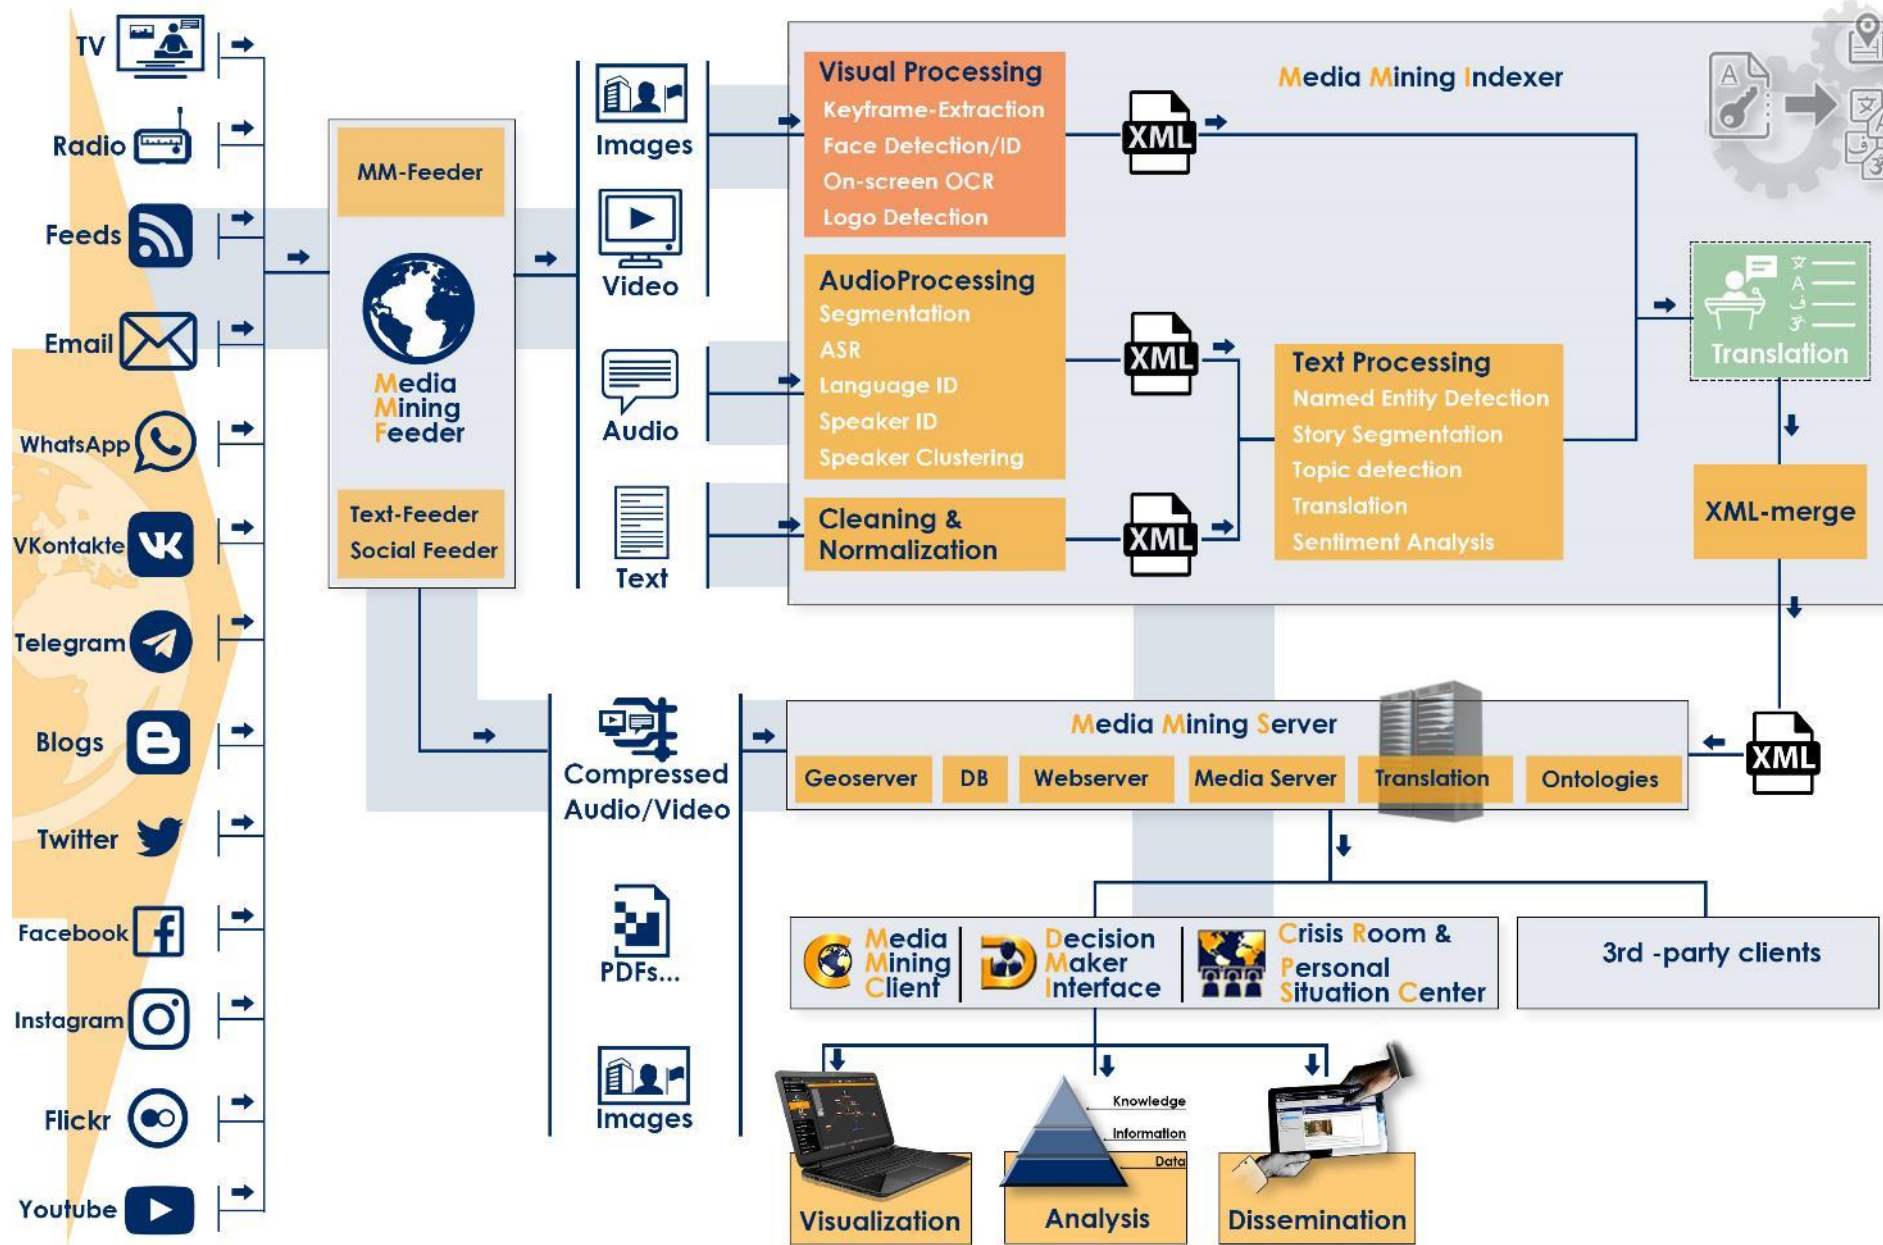 TV
Radio
Feeds
Email
WhatsApp
VKontakte
Telegram
Blogs
Twitter
Facebook
Instagram
Flickr
Youtube
MM-Feeder
Media
Mining
Feeder
Text-Feeder
Social Feeder
Images
Video
Audio
Text
Media Mining Indexer
Visual Processing
Keyframe-Extraction
Face Detection/ID
On-screen OCR
Logo Detection
XML
AudioProcessing
Segmentation
ASR
Language ID
Speaker ID
Speaker Clustering
XML
Cleaning &
Normalization
XML
Text Processing
Named Entity Detection
Story Segmentation
Topic detection
Translation
Sentiment Analysis
A
文
A
ف
ॐ
文
A
ف
ॐ
Translation
XML-merge
XML
Compressed
Audio/Video
PDFs...
Images
Media Mining Server
Geoserver
DB
Webserver
Media Server
Translation
Ontologies
Media
Mining
Client
Decision
Maker
Interface
Crisis Room &
Personal
Situation Center
3rd -party clients
Knowledge
Information
Data
Visualization
Analysis
Dissemination